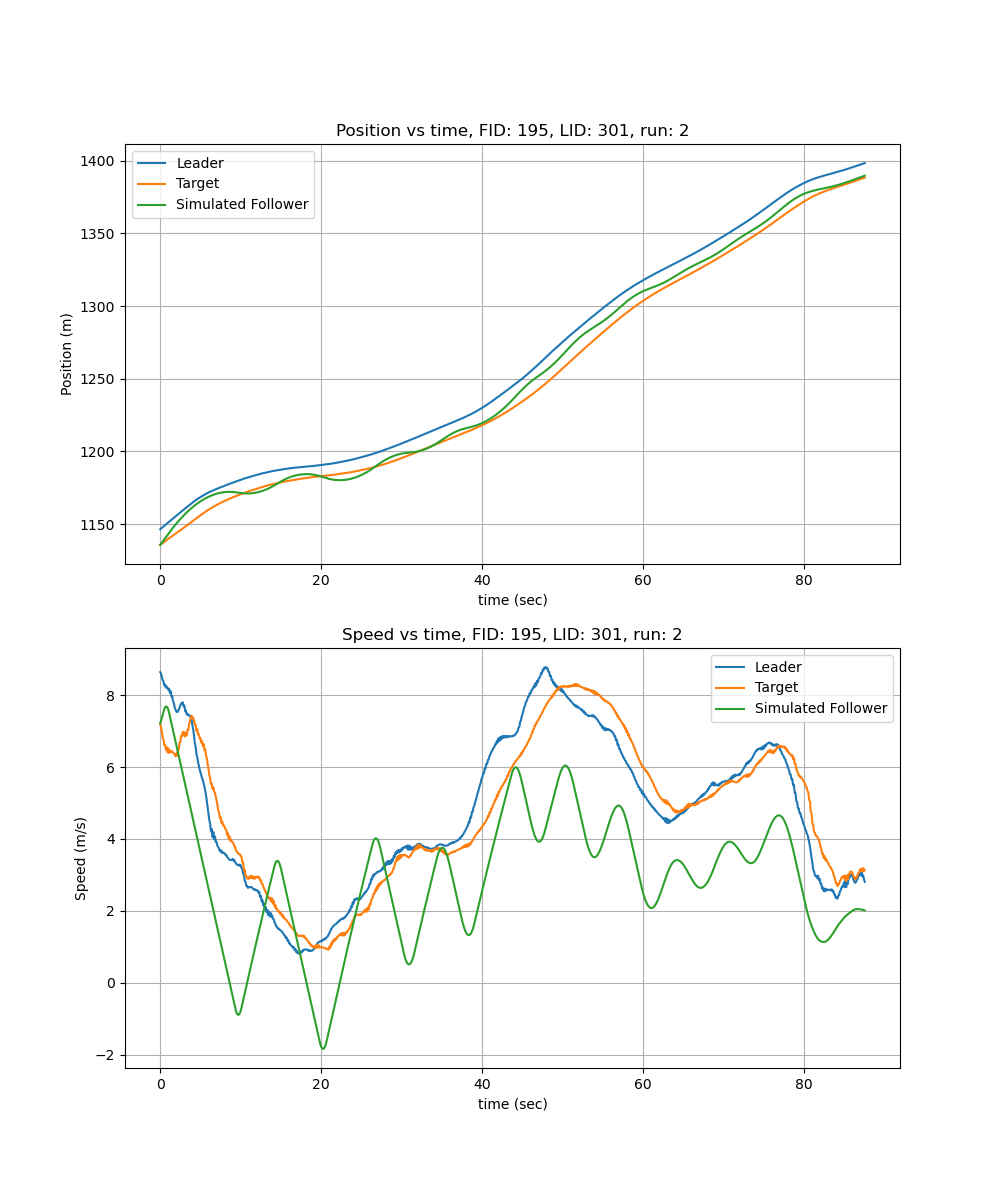 Position vs time, FID: 195, LID: 301, run: 2
Leader
Target
Simulated Follower
1400
1350
1300
1250
1200
1150
Position (m)
0 20 40 60 80
time (sec)
Speed vs time, FID: 195, LID: 301, run: 2
Leader
Target
Simulated Follower
8
6
4
2
0
−2
Speed (m/s)
0 20 40 60 80
time (sec)